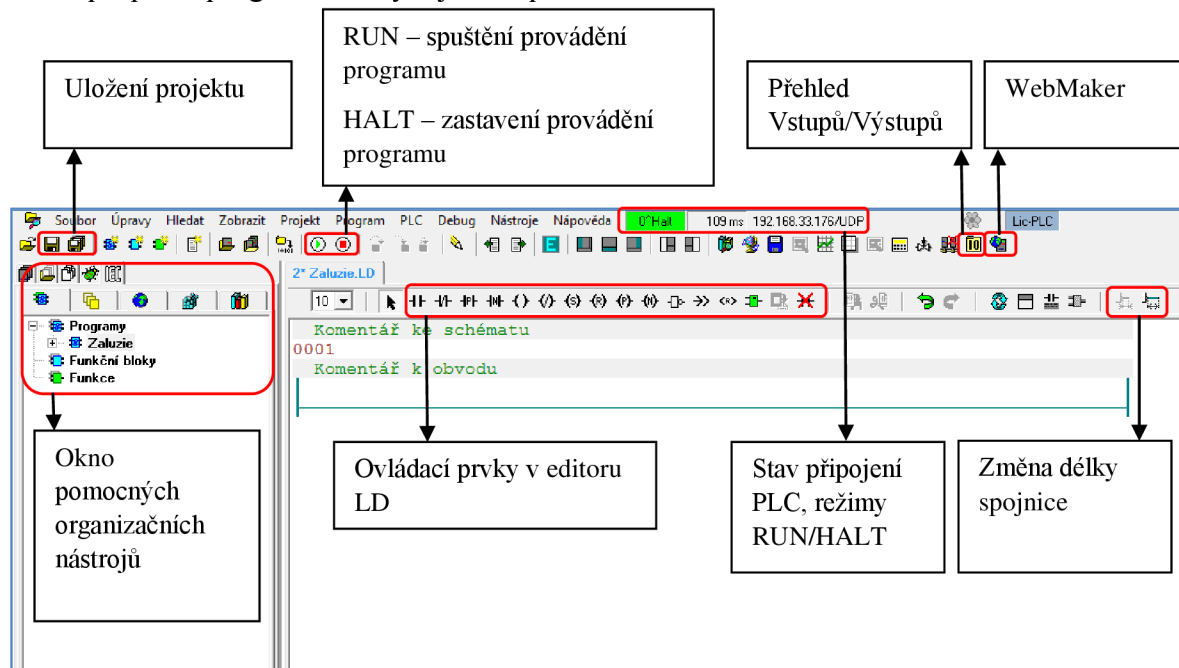 RUN – spuštění provádění
programu
HALT – zastavení provádění
programu
Uložení projektu
Přehled
Vstupů/Výstupů
WebMaker
Soubor Úpravy Hledat Zobrazit Projekt Program PLC Debug Nástroje Nápověda 0^Halt 109 ms 192.168.33.176/UDP Lic-PLC
2* Zaluzie.LD
10
Programy
Zaluzie
Funkční bloky
Funkce
Komentář ke schématu
0001
Komentář k obvodu
Okno
pomocných
organizačních
nástrojů
Ovládací prvky v editoru
LD
Stav připojení
PLC, režimy
RUN/HALT
Změna délky
spojnice